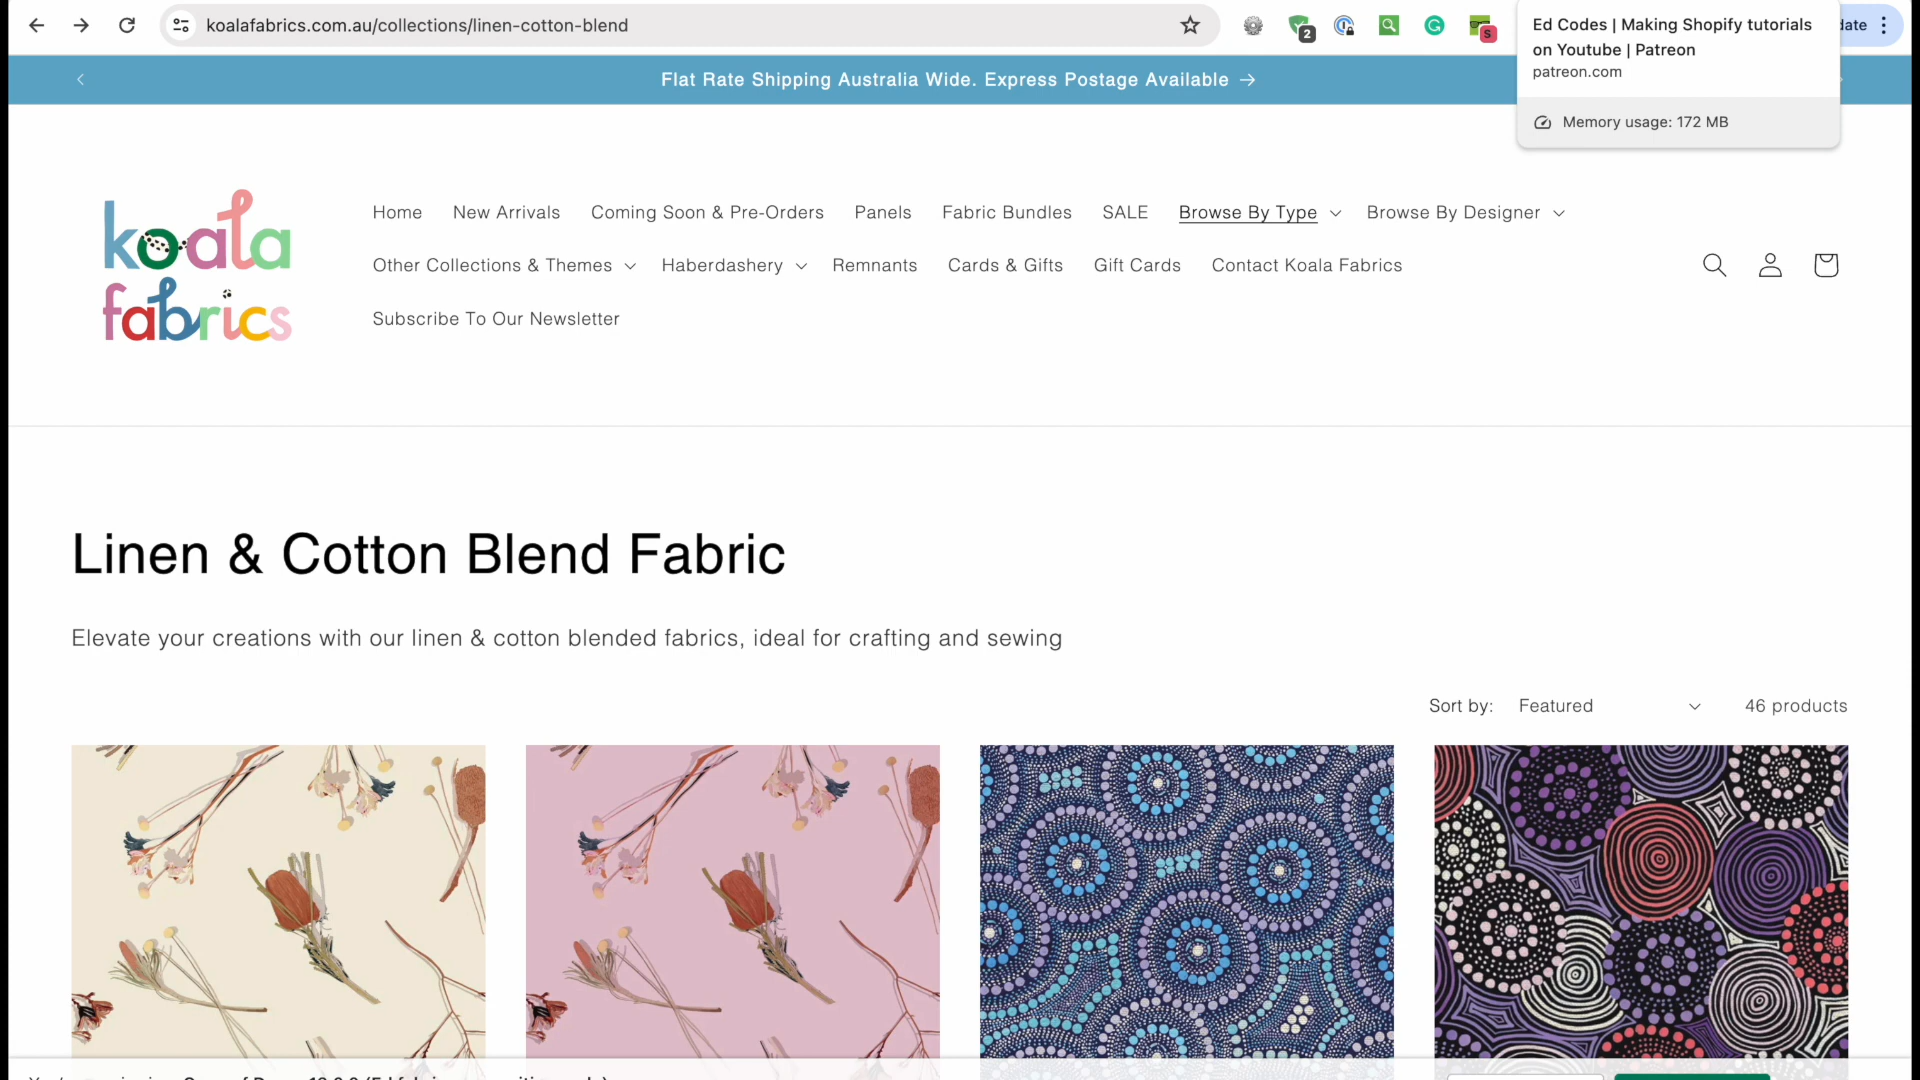 koalafabrics.com.au/collections/linen-cotton-blend
2
S
Ed Codes | Making Shopify tutorials
on Youtube | Patreon
patreon.com
Memory usage: 172 MB
Flat Rate Shipping Australia Wide. Express Postage Available →
koala
fabrics
Home New Arrivals Coming Soon & Pre-Orders Panels Fabric Bundles SALE Browse By Type Browse By Designer
Other Collections & Themes Haberdashery Remnants Cards & Gifts Gift Cards Contact Koala Fabrics
Subscribe To Our Newsletter
Linen & Cotton Blend Fabric
Elevate your creations with our linen & cotton blended fabrics, ideal for crafting and sewing
Sort by: Featured 46 products